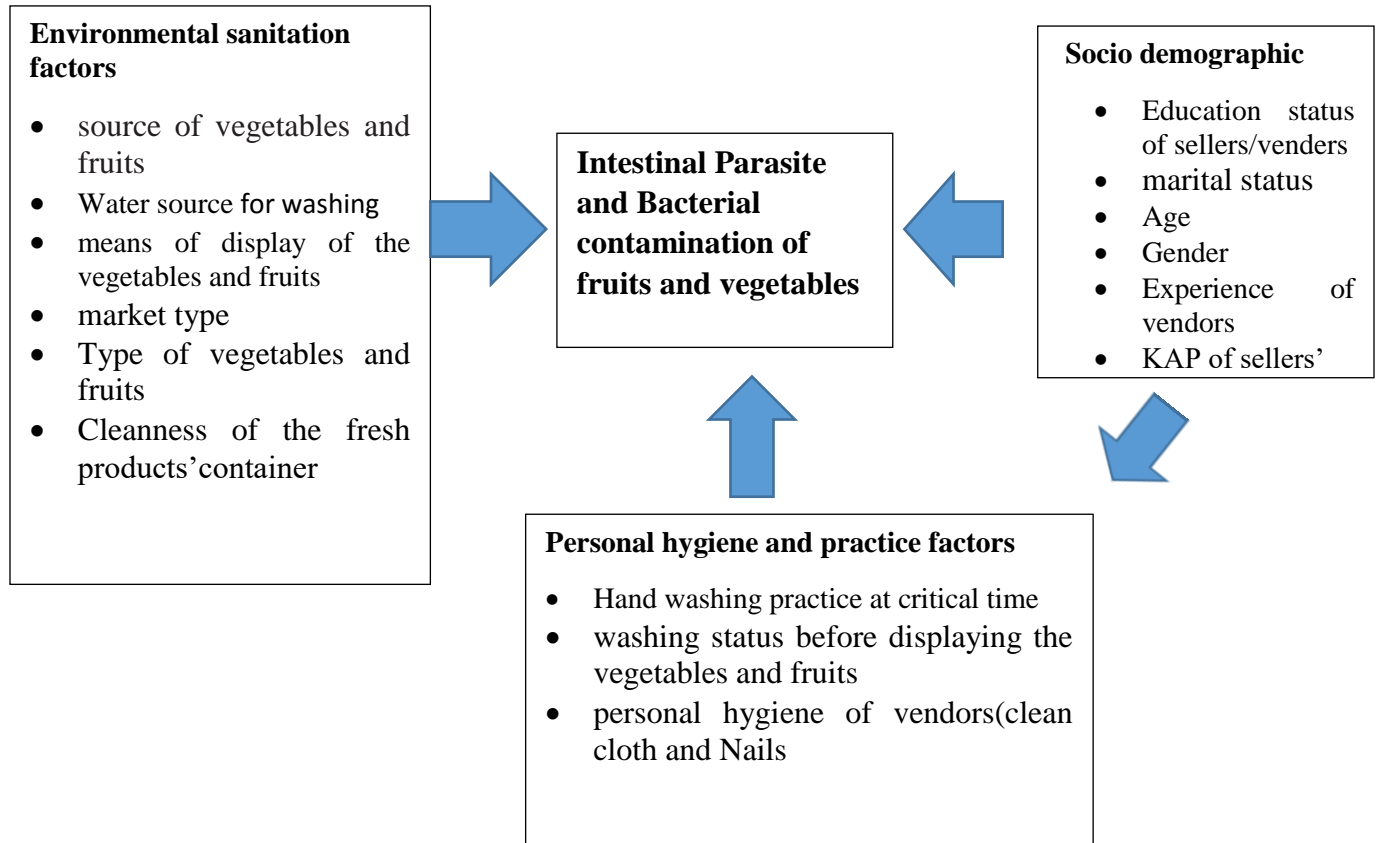 Environmental sanitation
factors
• source of vegetables and
fruits
• Water source for washing
• means of display of the
vegetables and fruits
• market type
• Type of vegetables and
fruits
• Cleanness of the fresh
products’container
Intestinal Parasite
and Bacterial
contamination of
fruits and vegetables
Socio demographic
• Education status
of sellers/venders
• marital status
• Age
• Gender
• Experience of
vendors
• KAP of sellers’
Personal hygiene and practice factors
• Hand washing practice at critical time
• washing status before displaying the
vegetables and fruits
• personal hygiene of vendors(clean
cloth and Nails